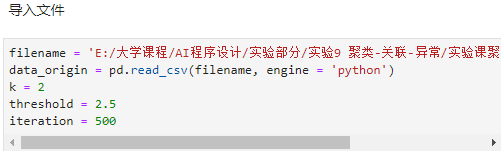 导入文件
filename = 'E:/大学课程/AI程序设计/实验部分/实验9 聚类-关联-异常/实验课聚
data_origin = pd.read_csv(filename, engine = 'python')
k = 2
threshold = 2.5
iteration = 500